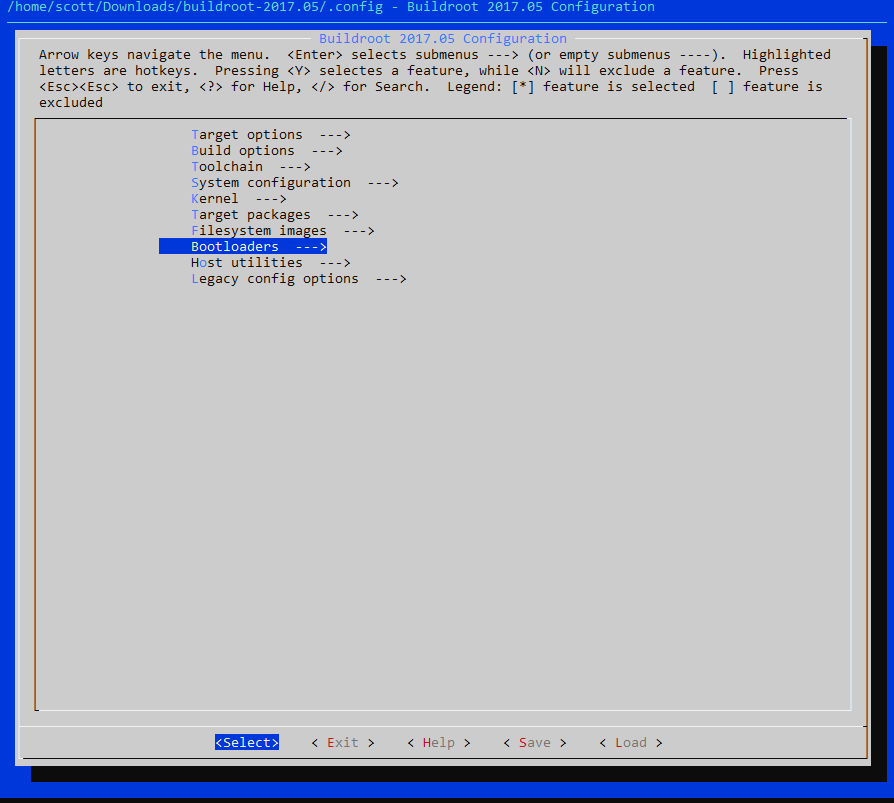 /home/scott/Downloads/buildroot-2017.05/.config - Buildroot 2017.05 Configuration
Buildroot 2017.05 Configuration
Arrow keys navigate the menu.  <Enter> selects submenus ---> (or empty submenus ----).  Highlighted
letters are hotkeys.  Pressing <Y> selectes a feature, while <N> will exclude a feature.  Press
<Esc><Esc> to exit, <?> for Help, </> for Search.  Legend: [*] feature is selected  [ ] feature is
excluded
Target options  --->
Build options  --->
Toolchain  --->
System configuration  --->
Kernel  --->
Target packages  --->
Filesystem images  --->
Bootloaders  --->
Host utilities  --->
Legacy config options  --->
<Select>    < Exit >    < Help >    < Save >    < Load >